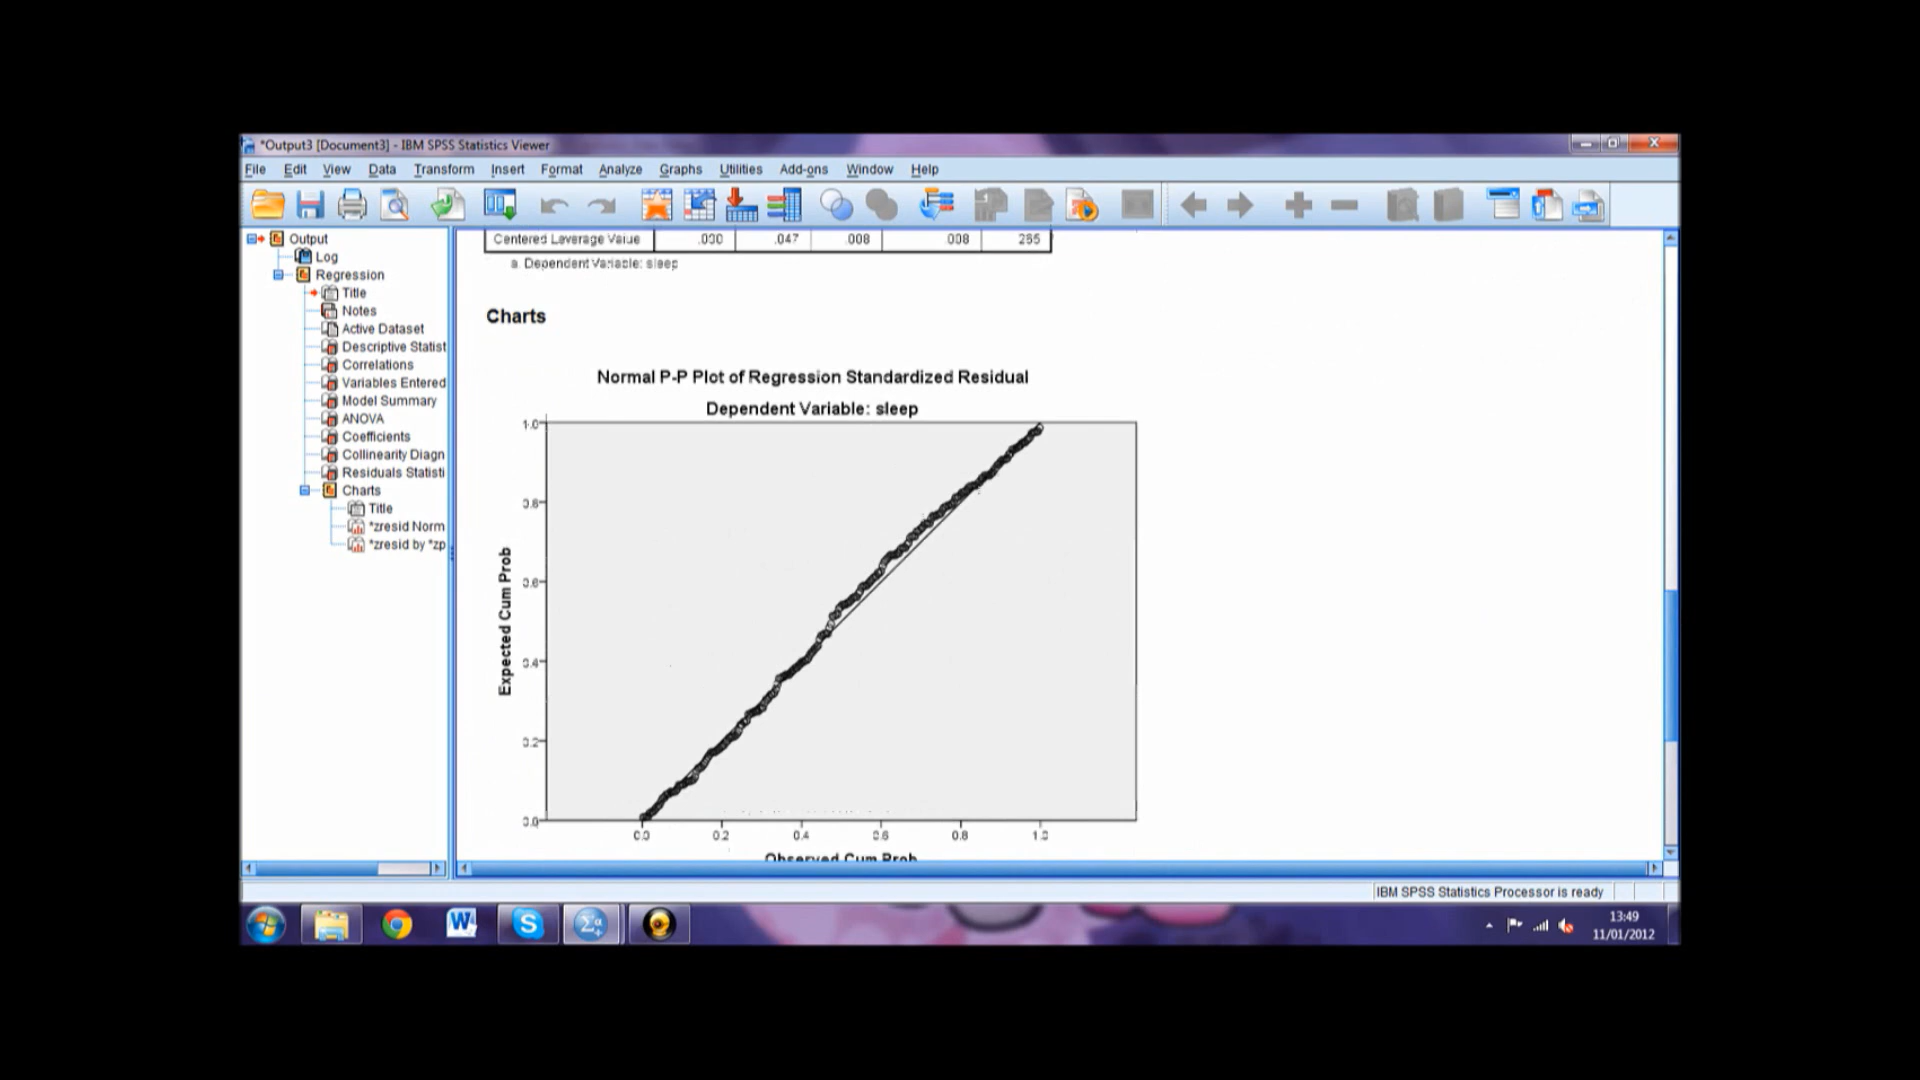 *Output3 [Document3] - IBM SPSS Statistics Viewer
File Edit View Data Transform Insert Format Analyze Graphs Utilities Add-ons Window Help
Output
Log
Regression
Title
Notes
Active Dataset
Descriptive Statist
Correlations
Variables Entered
Model Summary
ANOVA
Coefficients
Collinearity Diagn
Residuals Statisti
Charts
Title
*zresid Norm
*zresid by *zp
Centered Leverage Value .000 .047 .008 .008 255
a. Dependent Variable: sleep
Charts
Normal P-P Plot of Regression Standardized Residual
Dependent Variable: sleep
Expected Cum Prob
1.0
0.8
0.6
0.4
0.2
0.0
0.0 0.2 0.4 0.6 0.8 1.0
Observed Cum Prob
IBM SPSS Statistics Processor is ready
13:49
11/01/2012